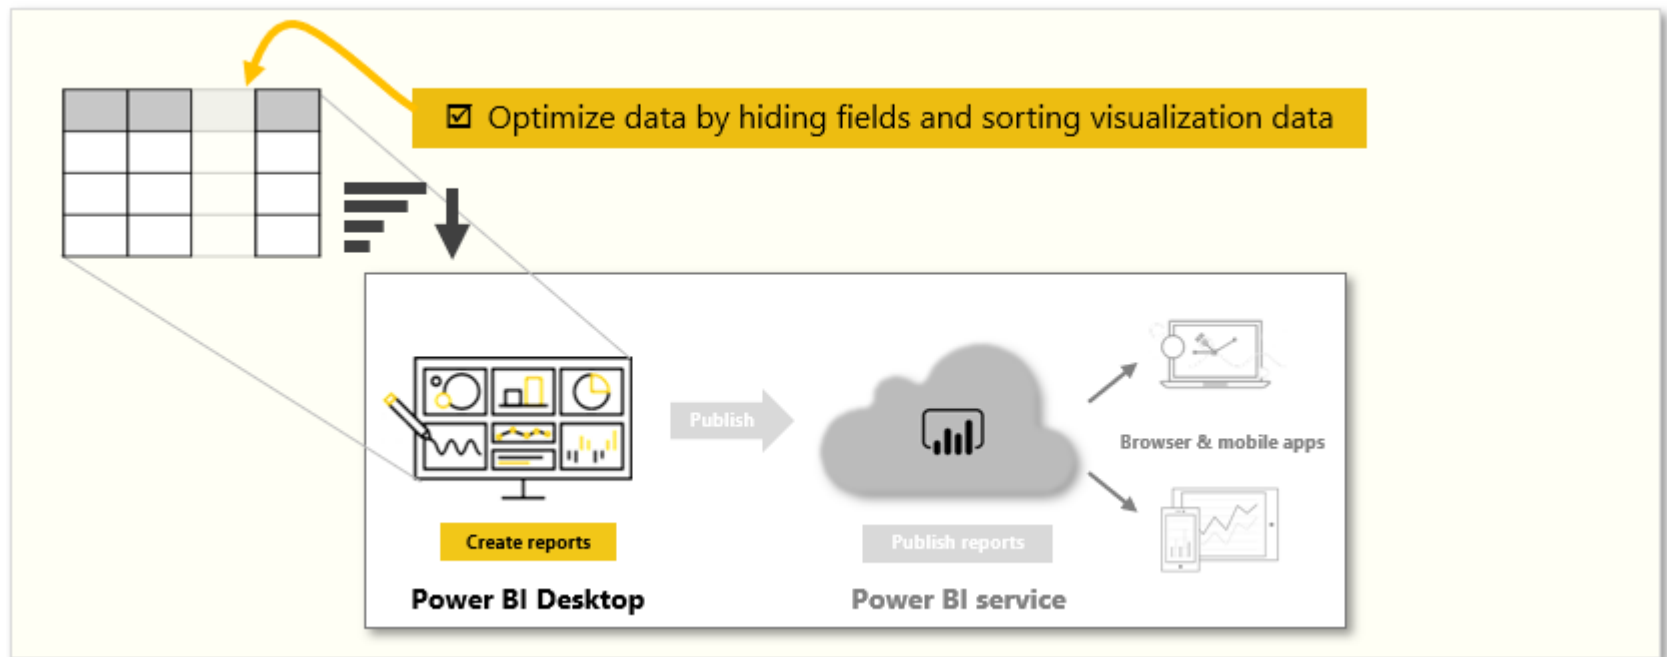 ☑ Optimize data by hiding fields and sorting visualization data
Publish
Browser & mobile apps
Create reports
Publish reports
Power BI Desktop
Power BI service